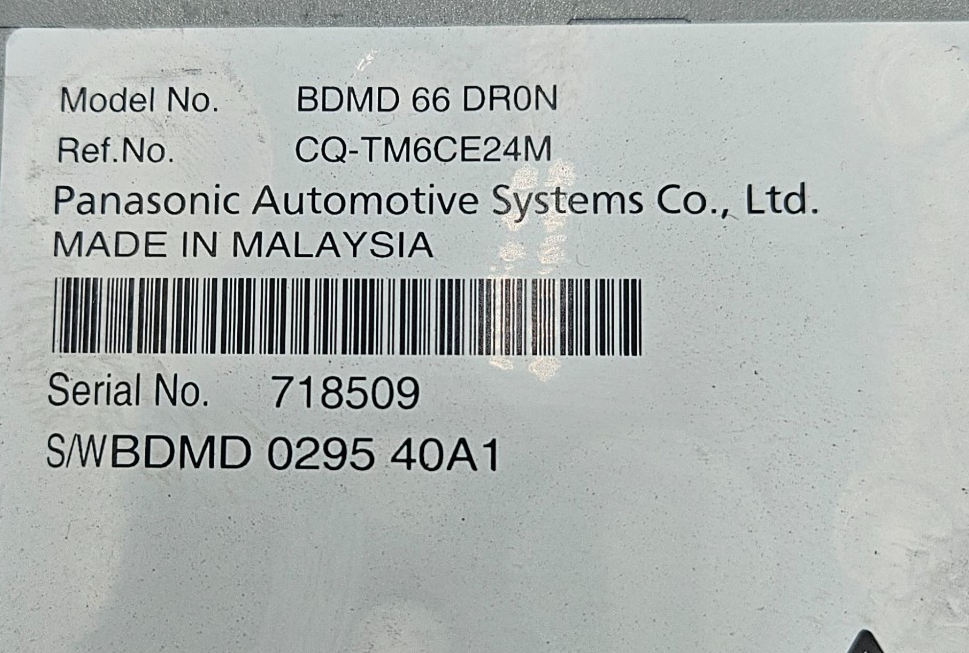 Model No. BDMD 66 DR0N
Ref.No. CQ-TM6CE24M
Panasonic Automotive Systems Co., Ltd.
MADE IN MALAYSIA
Serial No. 718509
S/WBDMD 0295 40A1